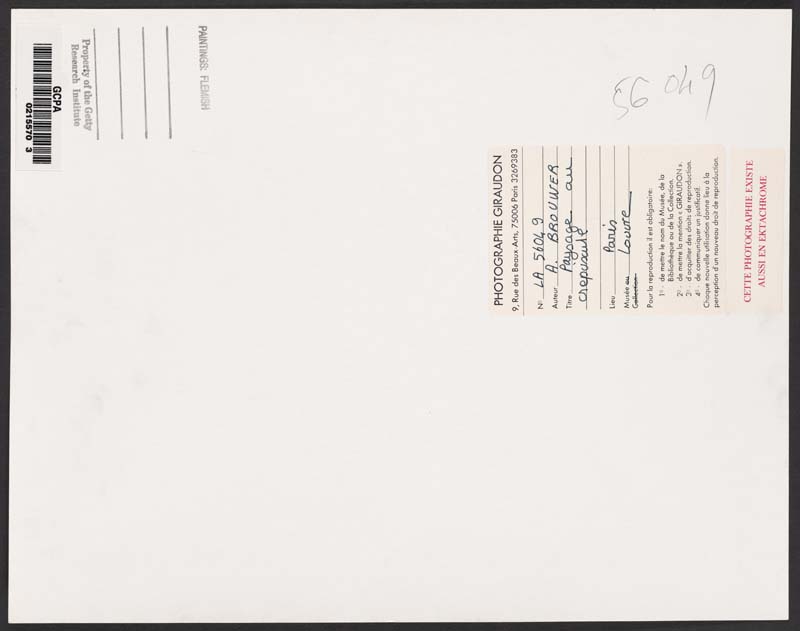 GCPA
0215570 3
Property of the Getty
Research Institute
PAINTINGS: FLEMISH
56 049
PHOTOGRAPHIE GIRAUDON
9, Rue des Beaux-Arts, 75006 Paris 3269383
N° LA 56049
Auteur A. BROUWER
Titre Paysage au
crepuscule
Lieu Paris
Musée ou Louvre
Collection
Pour la reproduction il est obligatoire:
1° - de mettre le nom du Musée, de la
Bibliothèque ou de la Collection.
2° - de mettre la mention « GIRAUDON ».
3° - d'acquitter des droits de reproduction.
4° - de communiquer un justificatif.
Chaque nouvelle utilisation donne lieu à la
perception d'un nouveau droit de reproduction.
CETTE PHOTOGRAPHIE EXISTE
AUSSI EN EKTACHROME